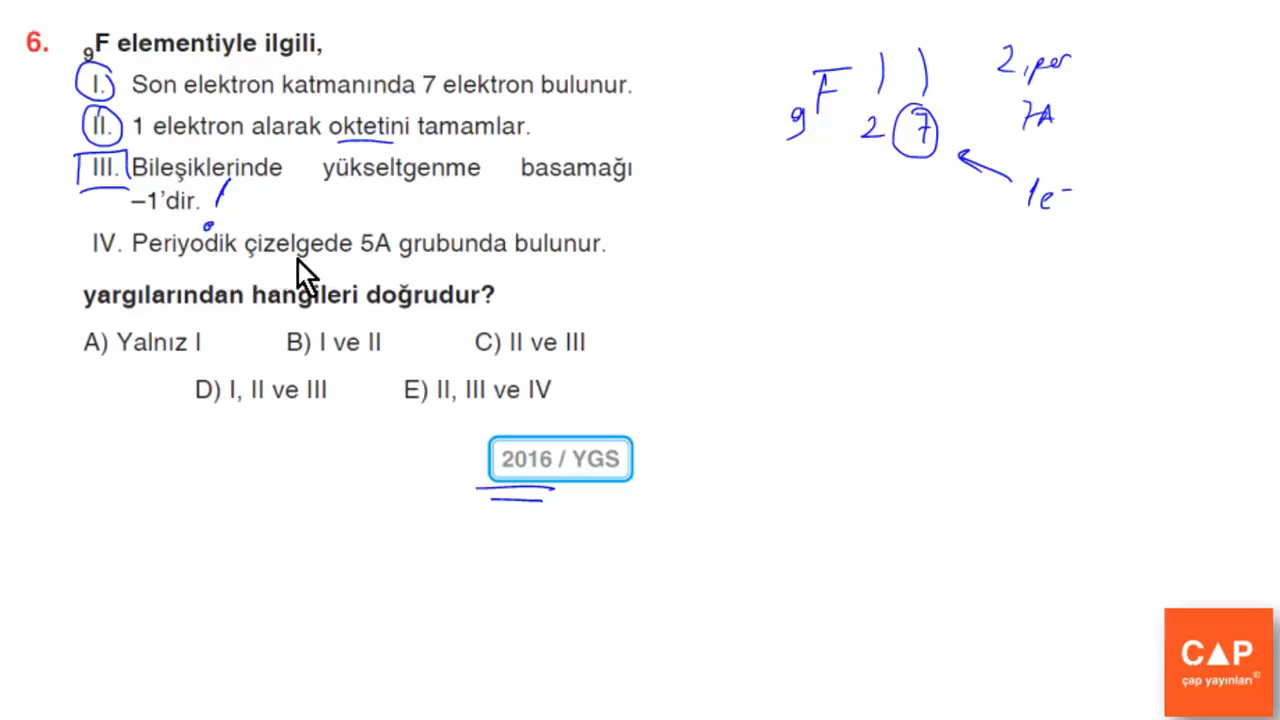 6. ₉F elementiyle ilgili,
I. Son elektron katmanında 7 elektron bulunur.
II. 1 elektron alarak oktetini tamamlar.
III. Bileşiklerinde yükseltgenme basamağı
–1’dir.
IV. Periyodik çizelgede 5A grubunda bulunur.
yargılarından hangileri doğrudur?
A) Yalnız I B) I ve II C) II ve III
D) I, II ve III E) II, III ve IV
2016 / YGS
₉F ) ) 2. per
2 7 7A
1e⁻
ÇAP
çap yayınları©